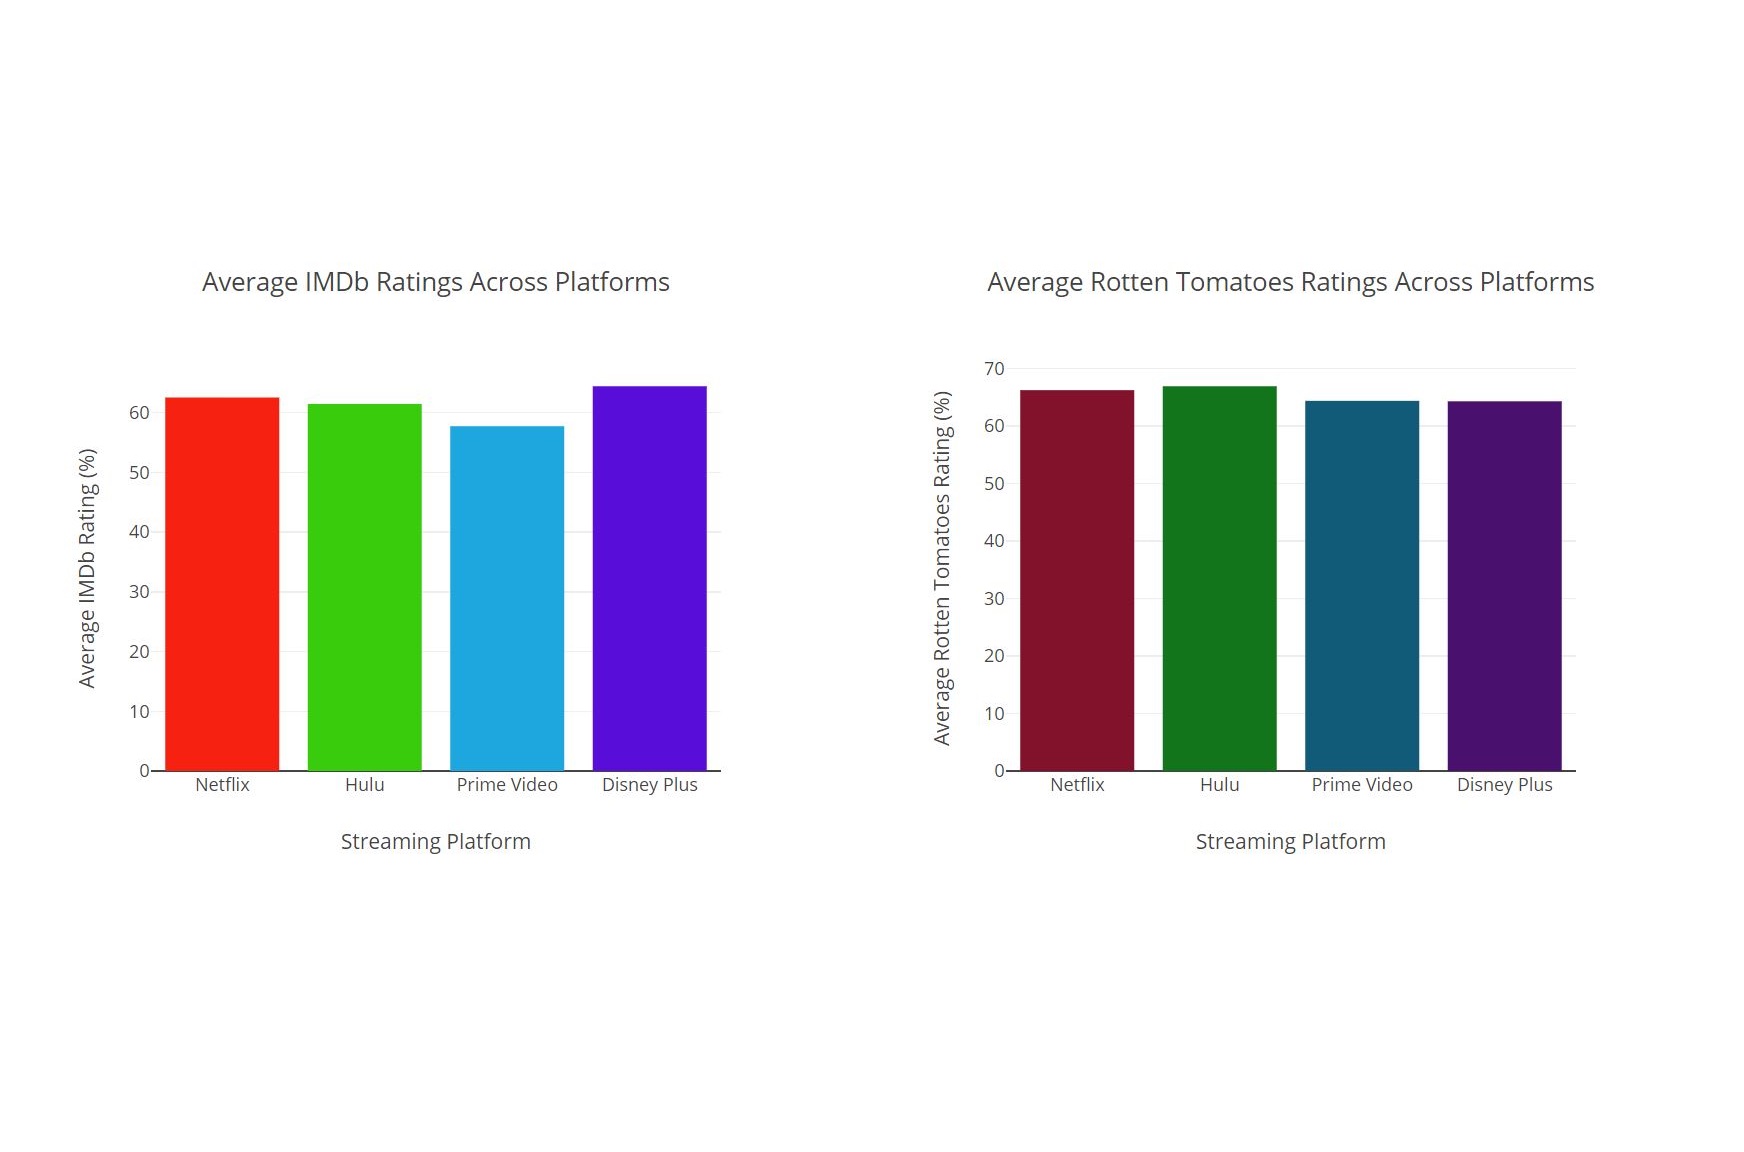 Average IMDb Ratings Across Platforms
Average IMDb Rating (%)
60
50
40
30
20
10
0
Netflix
Hulu
Prime Video
Disney Plus
Streaming Platform
Average Rotten Tomatoes Ratings Across Platforms
Average Rotten Tomatoes Rating (%)
70
60
50
40
30
20
10
0
Netflix
Hulu
Prime Video
Disney Plus
Streaming Platform